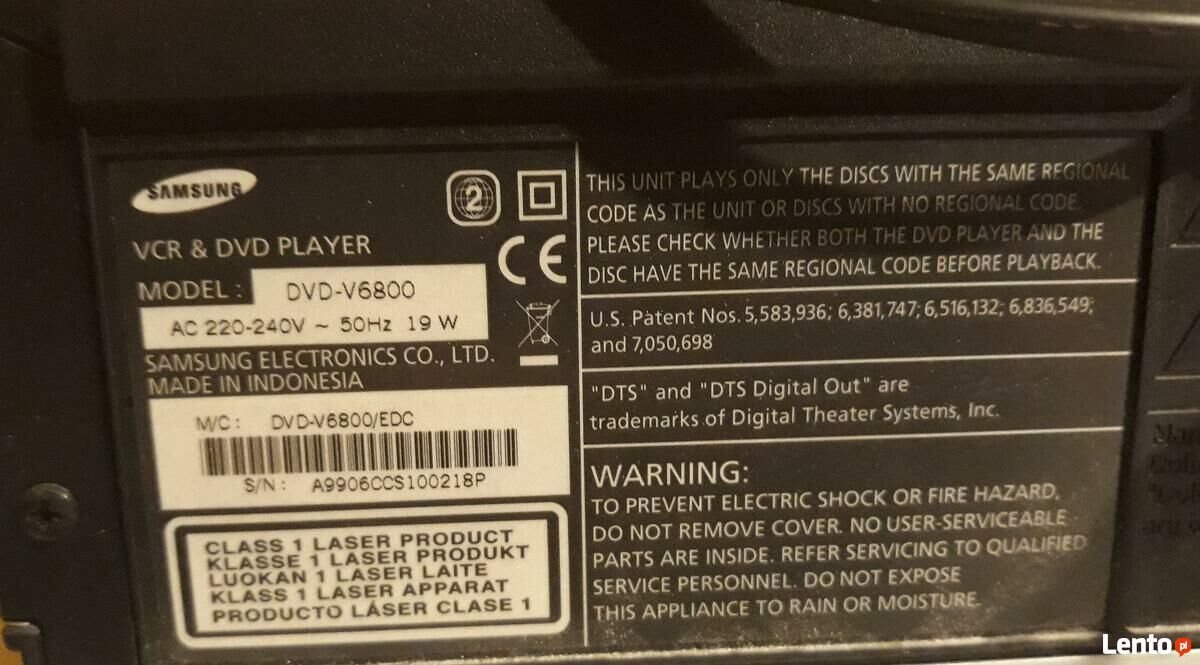 SAMSUNG
2
VCR & DVD PLAYER
CE
MODEL : DVD-V6800
AC 220-240V ~ 50Hz 19 W
SAMSUNG ELECTRONICS CO., LTD.
MADE IN INDONESIA
M/C : DVD-V6800/EDC
S/N : A9906CCS100218P
CLASS 1 LASER PRODUCT
KLASSE 1 LASER PRODUKT
LUOKAN 1 LASER LAITE
KLASS 1 LASER APPARAT
PRODUCTO LÁSER CLASE 1
THIS UNIT PLAYS ONLY THE DISCS WITH THE SAME REGIONAL
CODE AS THE UNIT OR DISCS WITH NO REGIONAL CODE.
PLEASE CHECK WHETHER BOTH THE DVD PLAYER AND THE
DISC HAVE THE SAME REGIONAL CODE BEFORE PLAYBACK.
U.S. Patent Nos. 5,583,936; 6,381,747; 6,516,132; 6,836,549;
and 7,050,698
"DTS" and "DTS Digital Out" are
trademarks of Digital Theater Systems, Inc.
WARNING:
TO PREVENT ELECTRIC SHOCK OR FIRE HAZARD,
DO NOT REMOVE COVER. NO USER-SERVICEABLE
PARTS ARE INSIDE. REFER SERVICING TO QUALIFIED
SERVICE PERSONNEL. DO NOT EXPOSE
THIS APPLIANCE TO RAIN OR MOISTURE.
Lento.pl